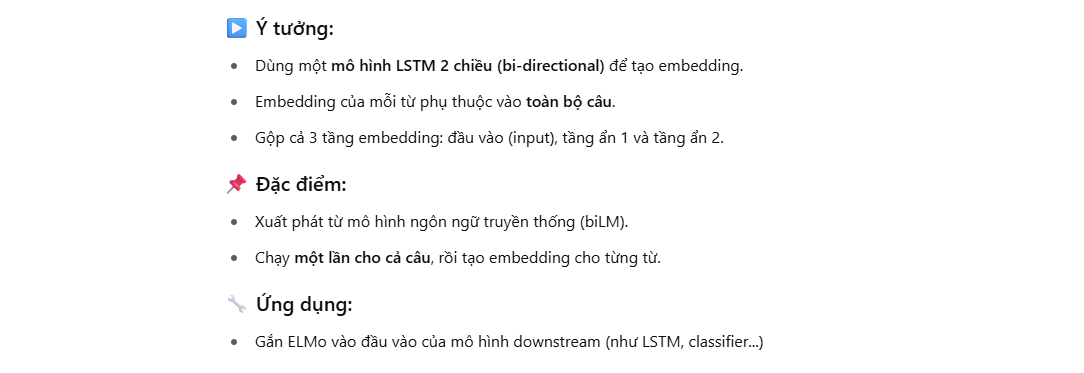 Ý tưởng:
Dùng một mô hình LSTM 2 chiều (bi-directional) để tạo embedding.
Embedding của mỗi từ phụ thuộc vào toàn bộ câu.
Gộp cả 3 tầng embedding: đầu vào (input), tầng ẩn 1 và tầng ẩn 2.
Đặc điểm:
Xuất phát từ mô hình ngôn ngữ truyền thống (biLM).
Chạy một lần cho cả câu, rồi tạo embedding cho từng từ.
Ứng dụng:
Gắn ELMo vào đầu vào của mô hình downstream (như LSTM, classifier...)